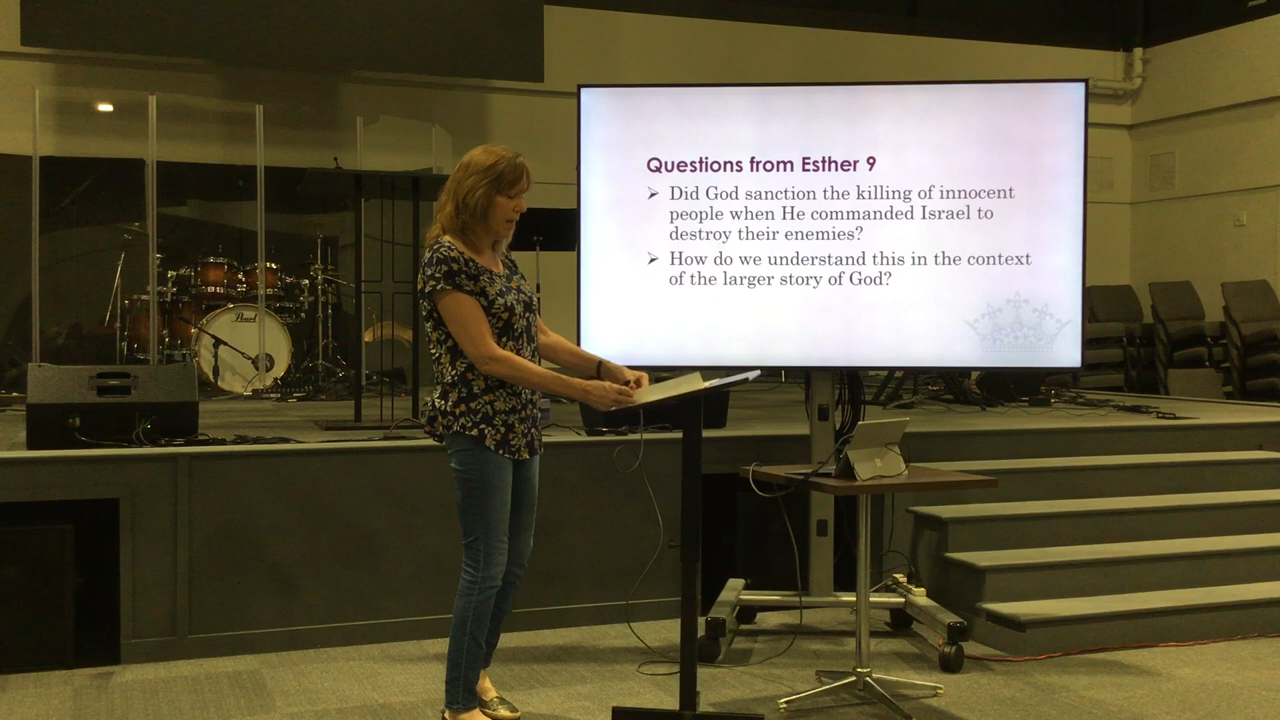 Questions from Esther 9
➢ Did God sanction the killing of innocent
people when He commanded Israel to
destroy their enemies?
➢ How do we understand this in the context
of the larger story of God?
Pearl